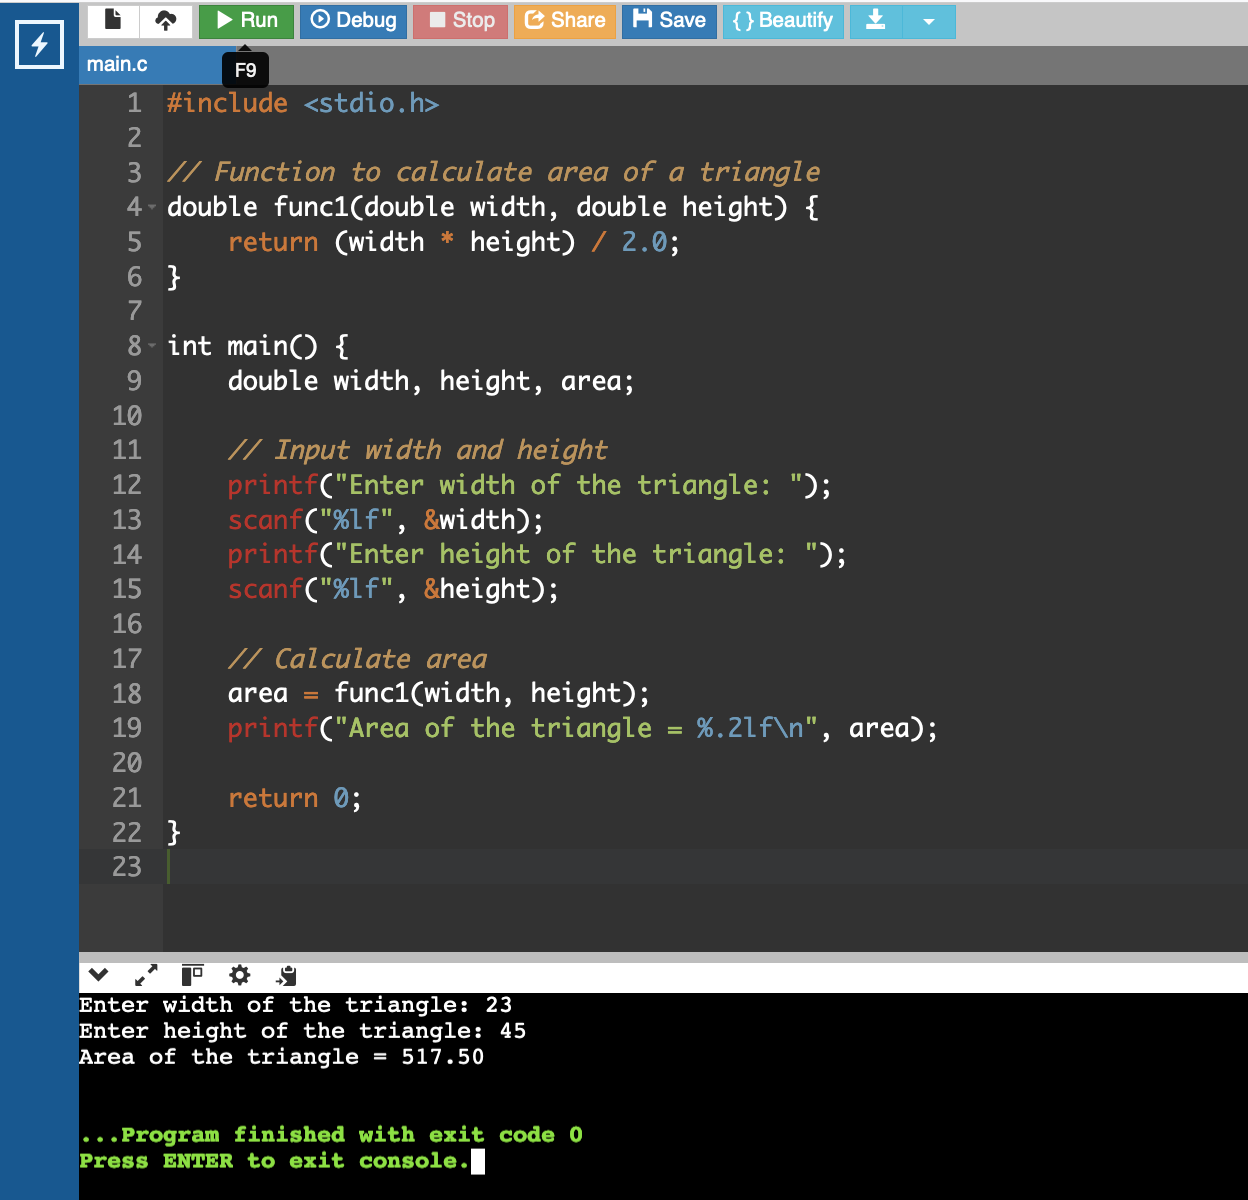 Run Debug Stop Share Save { } Beautify
main.c
F9
1 #include <stdio.h>
2
3 // Function to calculate area of a triangle
4 double func1(double width, double height) {
5     return (width * height) / 2.0;
6 }
7
8 int main() {
9     double width, height, area;
10
11     // Input width and height
12     printf("Enter width of the triangle: ");
13     scanf("%lf", &width);
14     printf("Enter height of the triangle: ");
15     scanf("%lf", &height);
16
17     // Calculate area
18     area = func1(width, height);
19     printf("Area of the triangle = %.2lf\n", area);
20
21     return 0;
22 }
23
Enter width of the triangle: 23
Enter height of the triangle: 45
Area of the triangle = 517.50
...Program finished with exit code 0
Press ENTER to exit console.